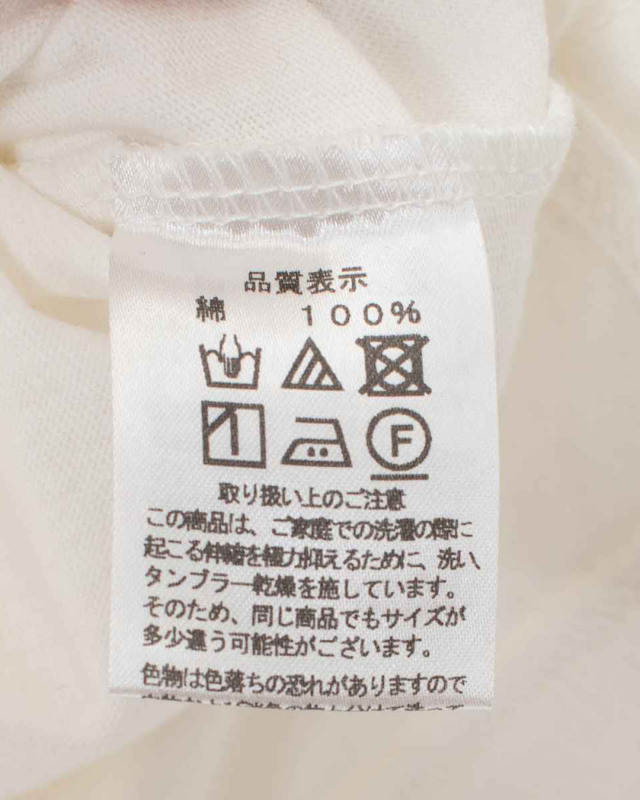 品質表示
綿 100%
F
取り扱い上のご注意
この商品は、ご家庭での洗濯の際に
起こる伸縮を極力抑えるために、洗い、
タンブラー乾燥を施しています。
そのため、同じ商品でもサイズが
多少違う可能性がございます。
色物は色落ちの恐れがありますので